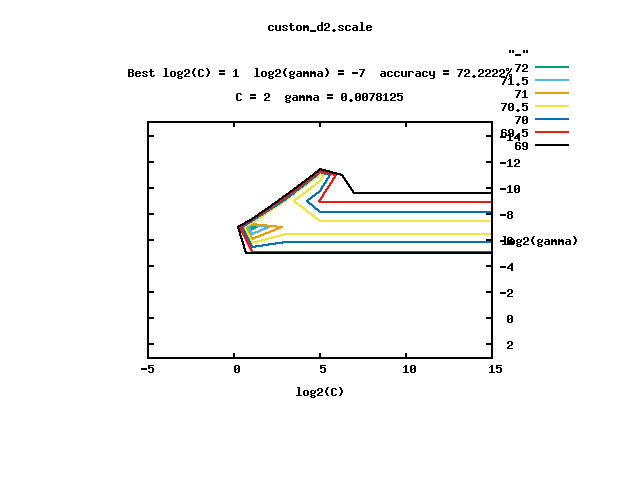 custom_d2.scale
"-"
Best log2(C) = 1  log2(gamma) = -7  accuracy = 72.2222%
C = 2  gamma = 0.0078125
72
71.5
71
70.5
70
69.5
69
-14
-12
-10
-8
-6
log2(gamma)
-4
-2
0
2
-5 0 5 10 15
log2(C)